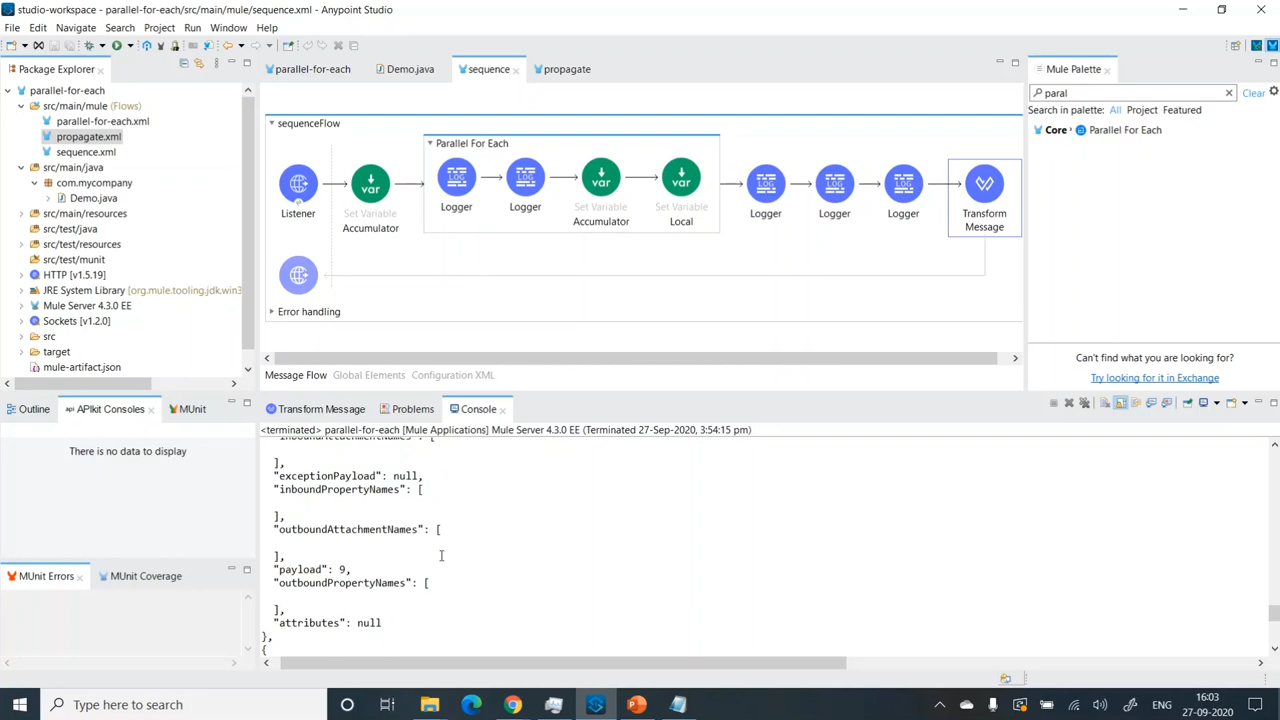 studio-workspace - parallel-for-each/src/main/mule/sequence.xml - Anypoint Studio
File Edit Navigate Search Project Run Window Help
Package Explorer
parallel-for-each
src/main/mule (Flows)
parallel-for-each.xml
propagate.xml
sequence.xml
src/main/java
com.mycompany
Demo.java
src/main/resources
src/test/java
src/test/resources
src/test/munit
HTTP [v1.5.19]
JRE System Library [org.mule.tooling.jdk.win3
Mule Server 4.3.0 EE
Sockets [v1.2.0]
src
target
mule-artifact.json
parallel-for-each Demo.java sequence propagate
sequenceFlow
Parallel For Each
LOG LOG LOG LOG LOG
var var var
Listener
Set Variable
Accumulator
Logger
Logger
Set Variable
Accumulator
Set Variable
Local
Logger
Logger
Logger
Transform
Message
Error handling
Message Flow Global Elements Configuration XML
Mule Palette
paral
Clear
Search in palette: All Project Featured
Core › Parallel For Each
Can't find what you are looking for?
Try looking for it in Exchange
Outline APIkit Consoles MUnit
There is no data to display
MUnit Errors MUnit Coverage
Transform Message Problems Console
<terminated> parallel-for-each [Mule Applications] Mule Server 4.3.0 EE (Terminated 27-Sep-2020, 3:54:15 pm)
"inboundAttachmentNames": [
],
"exceptionPayload": null,
"inboundPropertyNames": [
],
"outboundAttachmentNames": [
],
"payload": 9,
"outboundPropertyNames": [
],
"attributes": null
},
{
Type here to search
ENG
16:03
27-09-2020